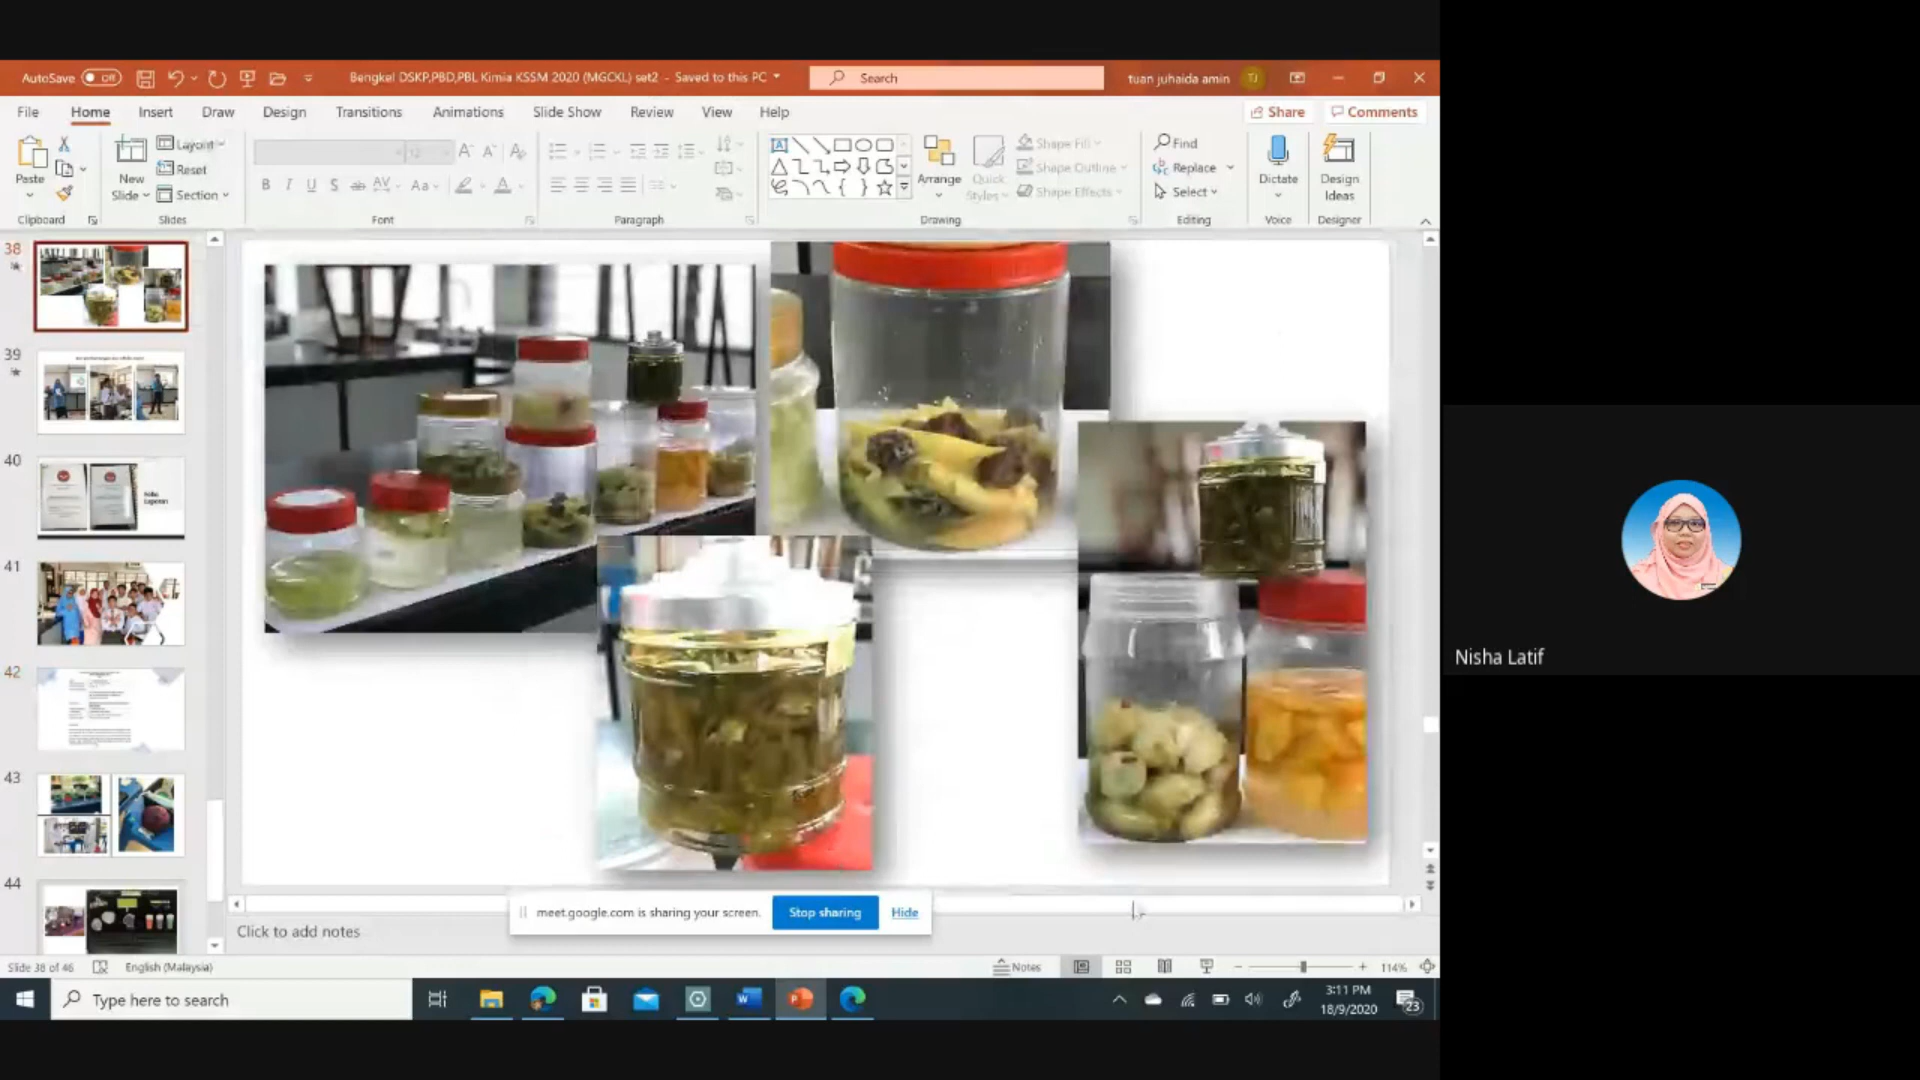 AutoSave Off
Bengkel DSKP,PBD,PBL Kimia KSSM 2020 (MGCKL) set2 - Saved to this PC
Search
tuan juhaida amin
TJ
File Home Insert Draw Design Transitions Animations Slide Show Review View Help
Share Comments
Paste
Clipboard
New Slide
Layout
Reset
Section
Slides
B I U S ab AV Aa A
Font
Paragraph
Arrange
Quick Styles
Shape Fill
Shape Outline
Shape Effects
Drawing
Find
Replace
Select
Editing
Dictate
Voice
Design Ideas
Designer
38
39
40
41
42
43
44
Nisha Latif
meet.google.com is sharing your screen. Stop sharing Hide
Click to add notes
Slide 38 of 46 English (Malaysia)
Notes
114%
Type here to search
3:11 PM
18/9/2020
23